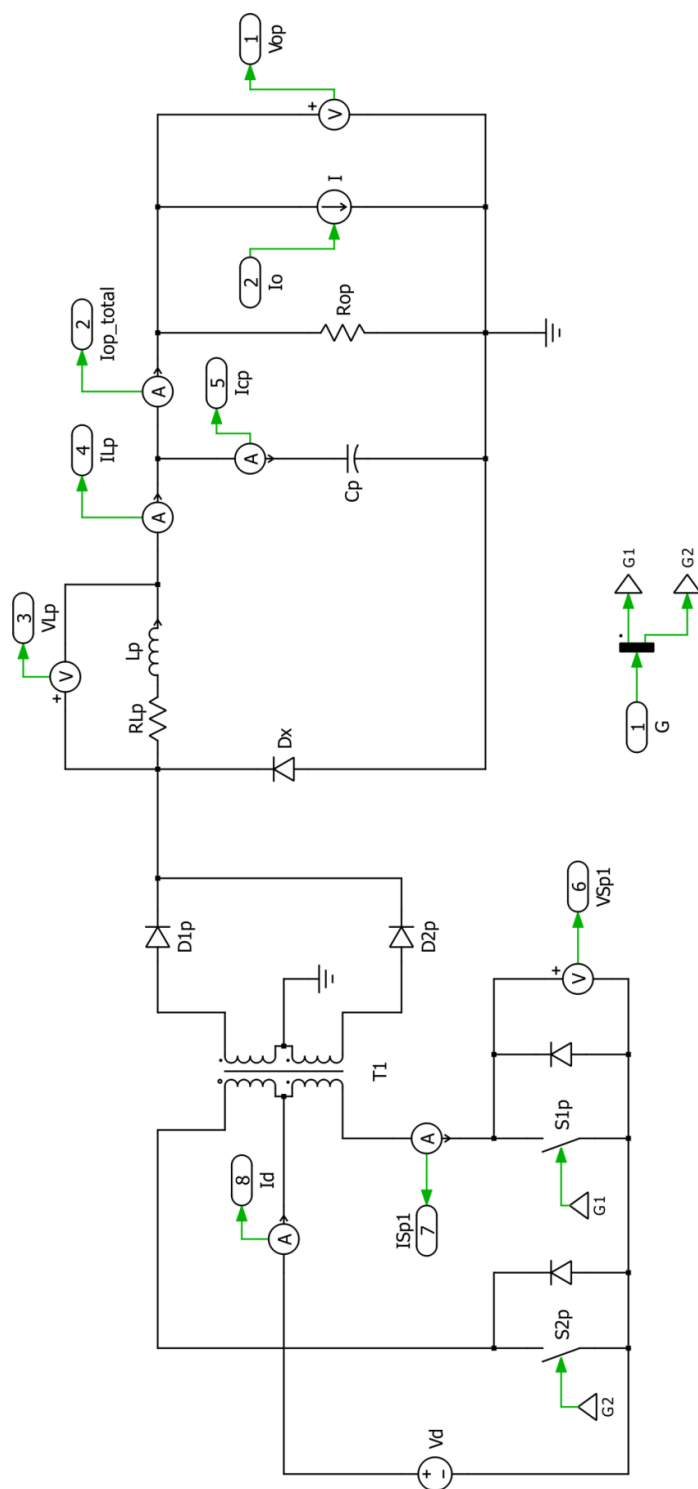 1
Vop
I
2
Io
Rop
2
Iop_total
5
Icp
4
ILp
Cp
3
VLp
Lp
RLp
Dx
G1
G2
1
G
D1p
D2p
6
VSp1
T1
S1p
G1
ISp1
7
8
Id
S2p
G2
Vd
V
V
V
A
A
A
A
A